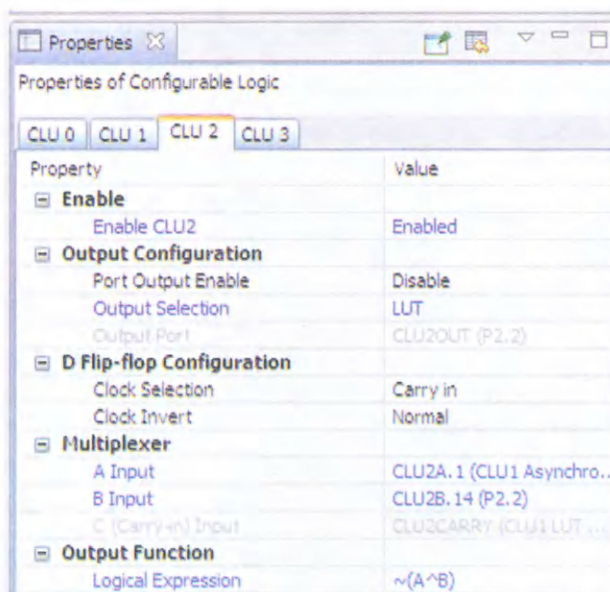 Properties
Properties of Configurable Logic
CLU 0 CLU 1 CLU 2 CLU 3
Property Value
Enable
Enable CLU2 Enabled
Output Configuration
Port Output Enable Disable
Output Selection LUT
Output Port CLU2OUT (P2.2)
D Flip-flop Configuration
Clock Selection Carry in
Clock Invert Normal
Multiplexer
A Input CLU2A.1 (CLU1 Asynchro...
B Input CLU2B.14 (P2.2)
C (Carry-in) Input CLU2CARRY (CLU1 LUT ...
Output Function
Logical Expression ~(A^B)